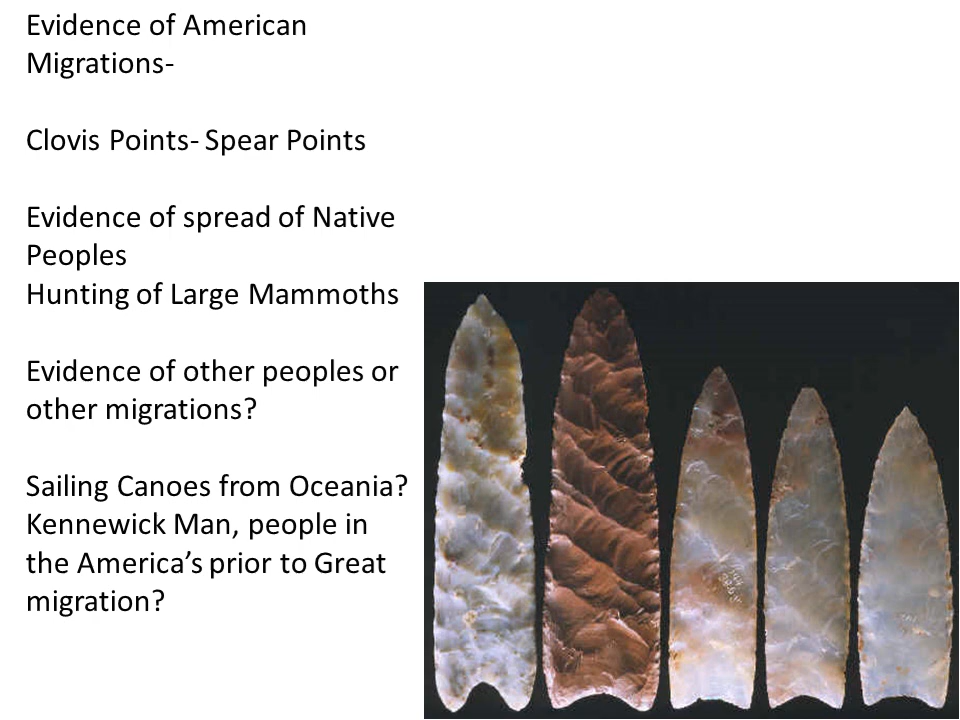 Evidence of American
Migrations-
Clovis Points- Spear Points
Evidence of spread of Native
Peoples
Hunting of Large Mammoths
Evidence of other peoples or
other migrations?
Sailing Canoes from Oceania?
Kennewick Man, people in
the America’s prior to Great
migration?